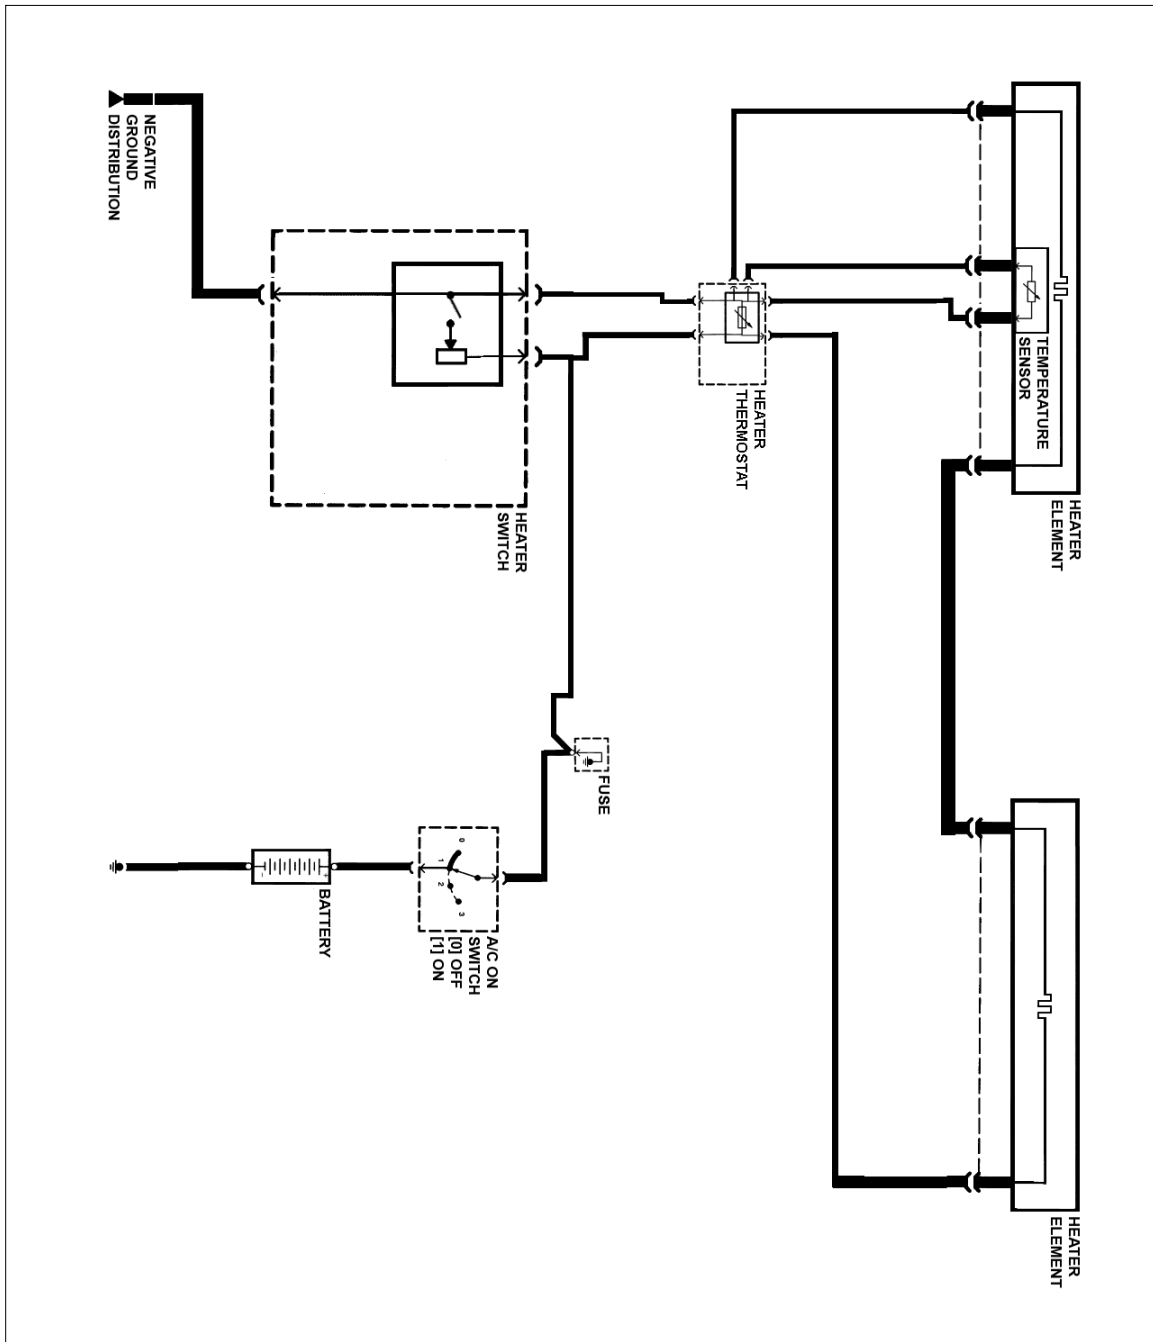 HEATER
ELEMENT
TEMPERATURE
SENSOR
HEATER
ELEMENT
HEATER
THERMOSTAT
FUSE
HEATER
SWITCH
A/C ON
SWITCH
[0] OFF
[1] ON
0
1
2
3
BATTERY
+
-
NEGATIVE
GROUND
DISTRIBUTION